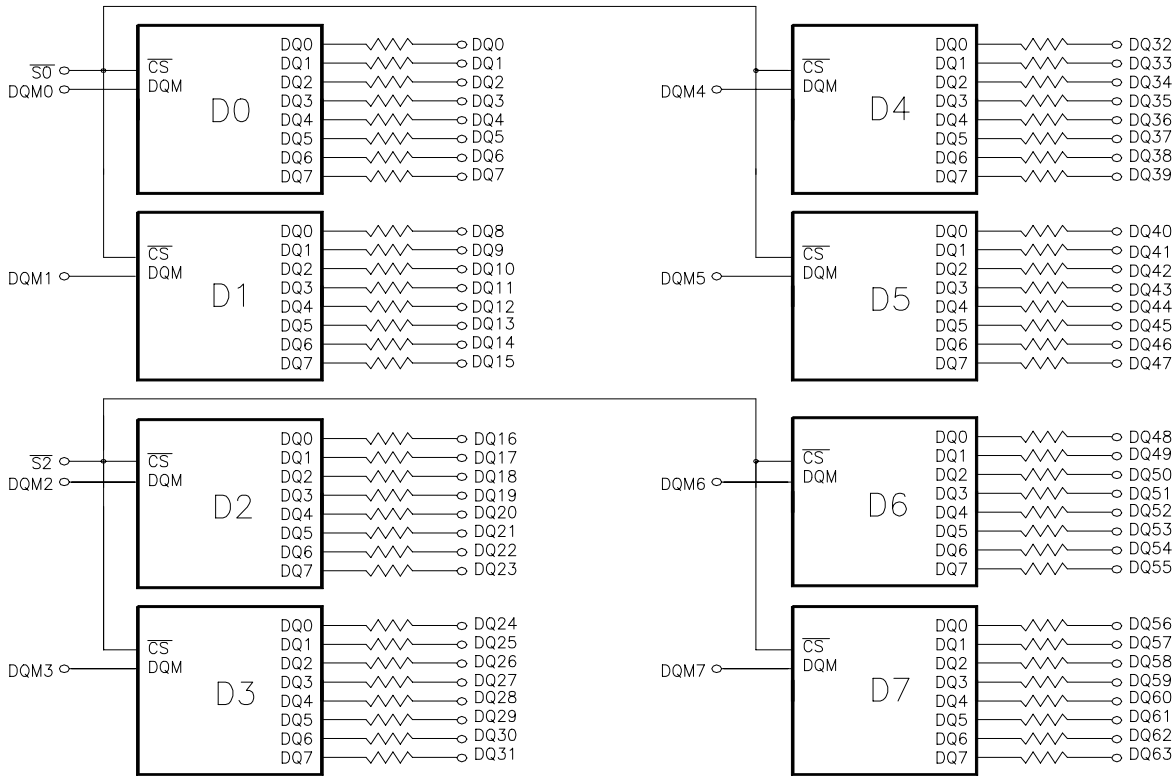 S0
DQM0
CS
DQM
D0
DQ0 DQ0
DQ1 DQ1
DQ2 DQ2
DQ3 DQ3
DQ4 DQ4
DQ5 DQ5
DQ6 DQ6
DQ7 DQ7
DQM4
CS
DQM
D4
DQ0 DQ32
DQ1 DQ33
DQ2 DQ34
DQ3 DQ35
DQ4 DQ36
DQ5 DQ37
DQ6 DQ38
DQ7 DQ39
DQM1
CS
DQM
D1
DQ0 DQ8
DQ1 DQ9
DQ2 DQ10
DQ3 DQ11
DQ4 DQ12
DQ5 DQ13
DQ6 DQ14
DQ7 DQ15
DQM5
CS
DQM
D5
DQ0 DQ40
DQ1 DQ41
DQ2 DQ42
DQ3 DQ43
DQ4 DQ44
DQ5 DQ45
DQ6 DQ46
DQ7 DQ47
S2
DQM2
CS
DQM
D2
DQ0 DQ16
DQ1 DQ17
DQ2 DQ18
DQ3 DQ19
DQ4 DQ20
DQ5 DQ21
DQ6 DQ22
DQ7 DQ23
DQM6
CS
DQM
D6
DQ0 DQ48
DQ1 DQ49
DQ2 DQ50
DQ3 DQ51
DQ4 DQ52
DQ5 DQ53
DQ6 DQ54
DQ7 DQ55
DQM3
CS
DQM
D3
DQ0 DQ24
DQ1 DQ25
DQ2 DQ26
DQ3 DQ27
DQ4 DQ28
DQ5 DQ29
DQ6 DQ30
DQ7 DQ31
DQM7
CS
DQM
D7
DQ0 DQ56
DQ1 DQ57
DQ2 DQ58
DQ3 DQ59
DQ4 DQ60
DQ5 DQ61
DQ6 DQ62
DQ7 DQ63